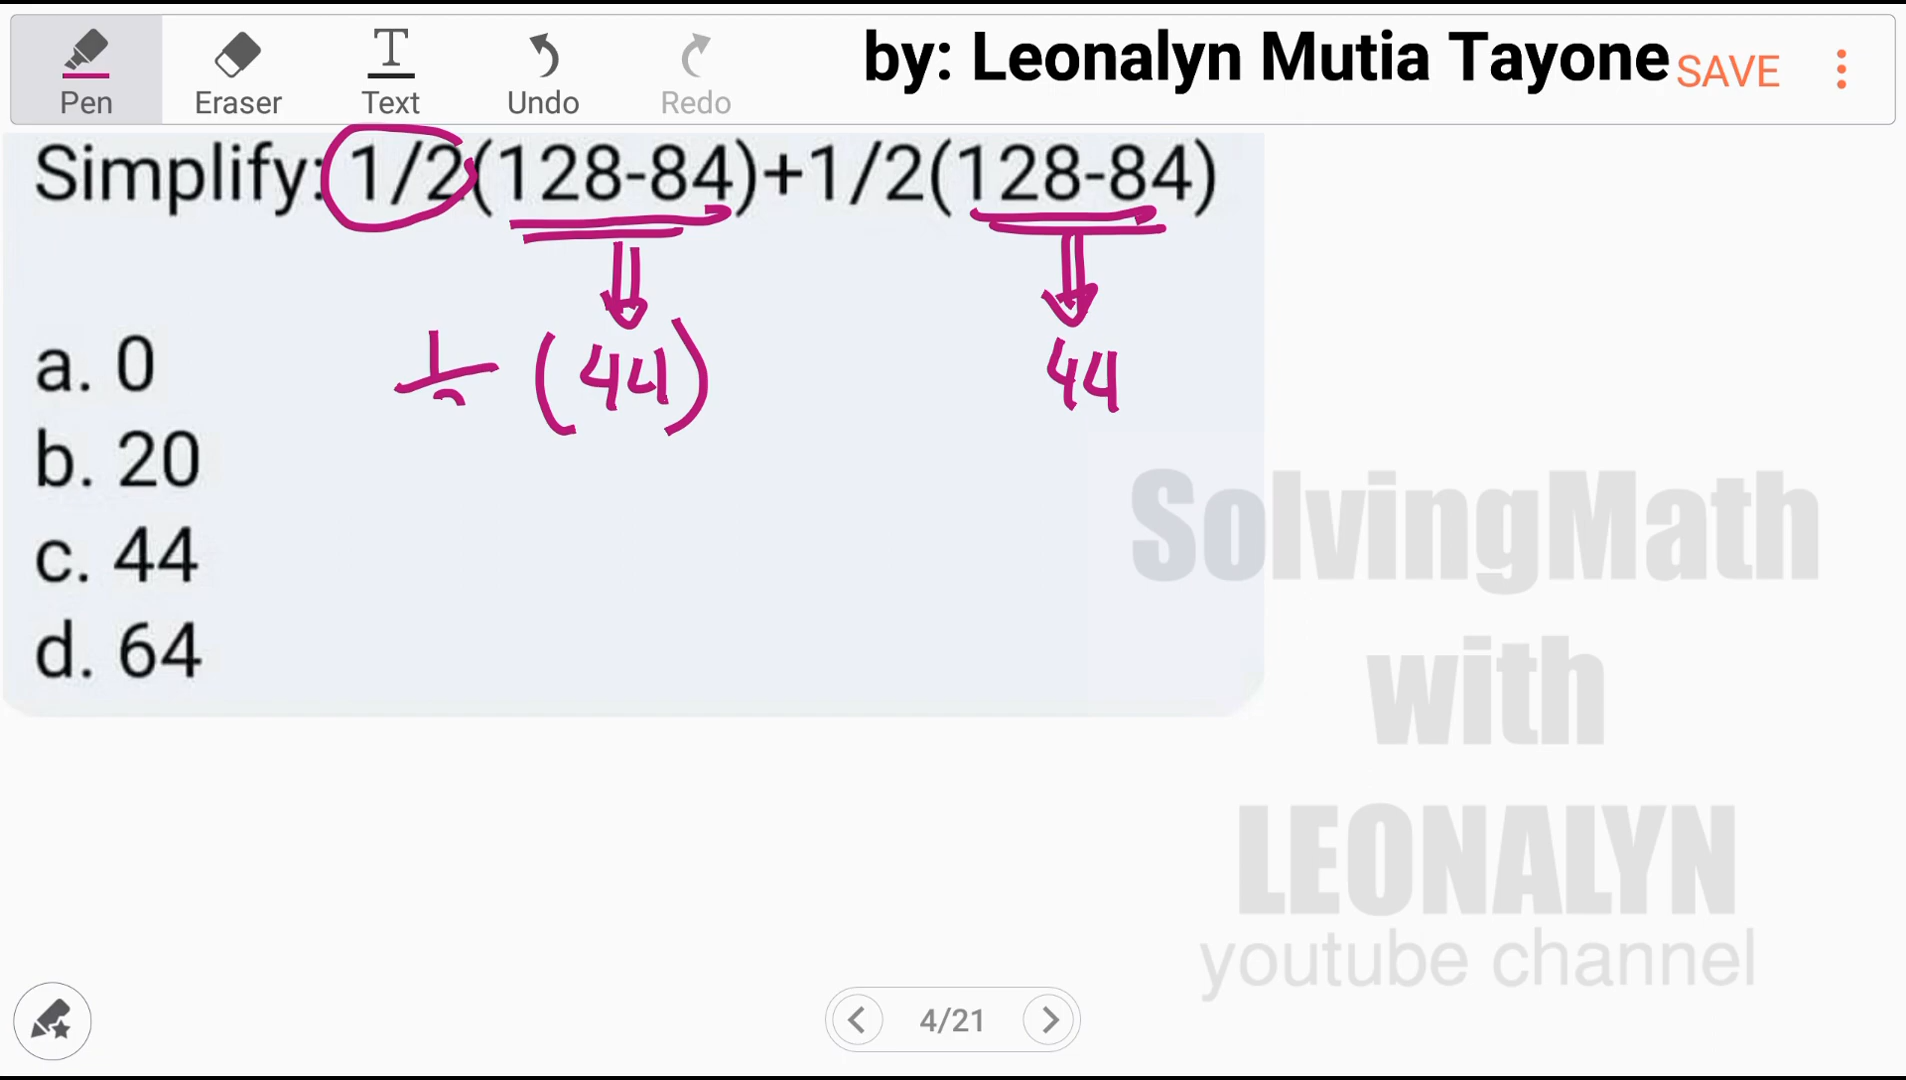 by: Leonalyn Mutia Tayone
SAVE
Pen
Eraser
Text
Undo
Redo
Simplify: 1/2(128-84)+1/2(128-84)
1 (44) 44
a. 0
b. 20
c. 44
d. 64
SolvingMath
with
LEONALYN
youtube channel
4/21